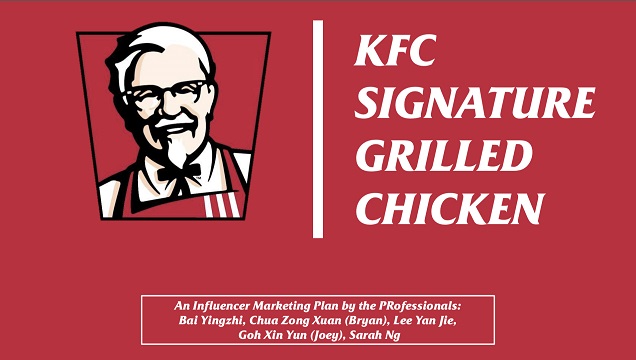 KFC
SIGNATURE
GRILLED
CHICKEN
An Influencer Marketing Plan by the PRofessionals:
Bai Yingzhi, Chua Zong Xuan (Bryan), Lee Yan Jie,
Goh Xin Yun (Joey), Sarah Ng